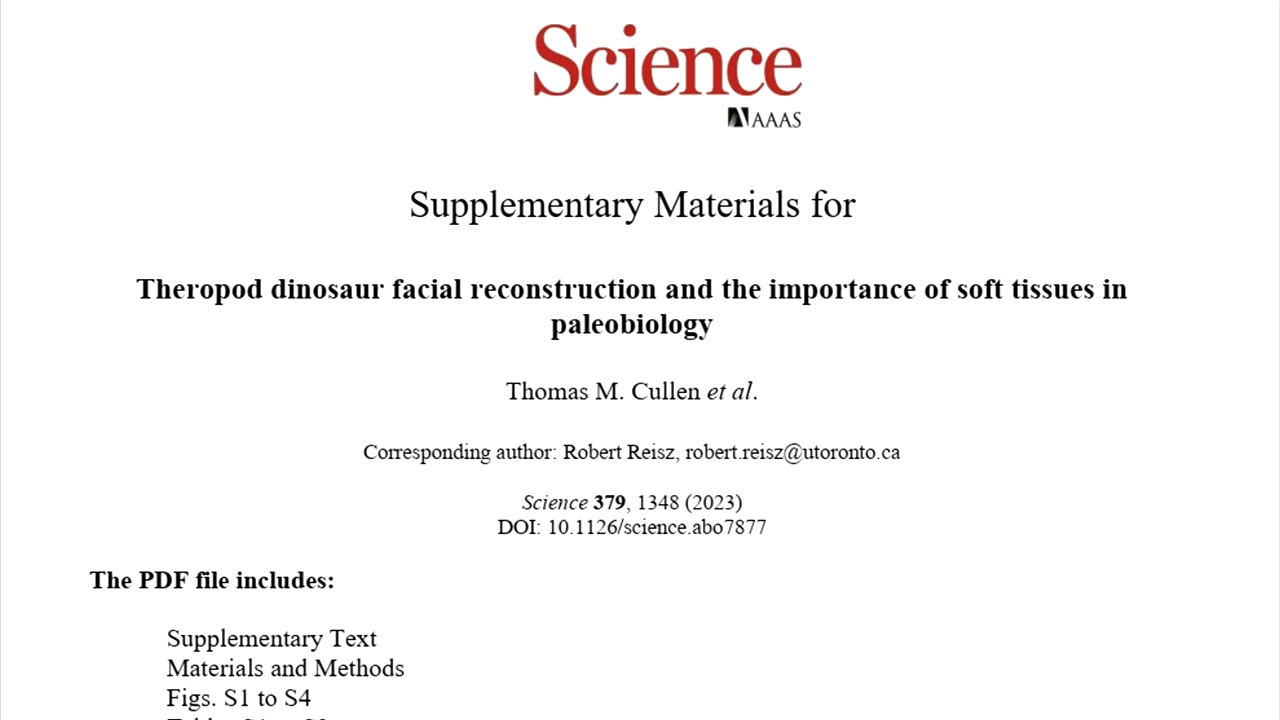 Science
AAAS
Supplementary Materials for
Theropod dinosaur facial reconstruction and the importance of soft tissues in
paleobiology
Thomas M. Cullen et al.
Corresponding author: Robert Reisz, robert.reisz@utoronto.ca
Science 379, 1348 (2023)
DOI: 10.1126/science.abo7877
The PDF file includes:
Supplementary Text
Materials and Methods
Figs. S1 to S4